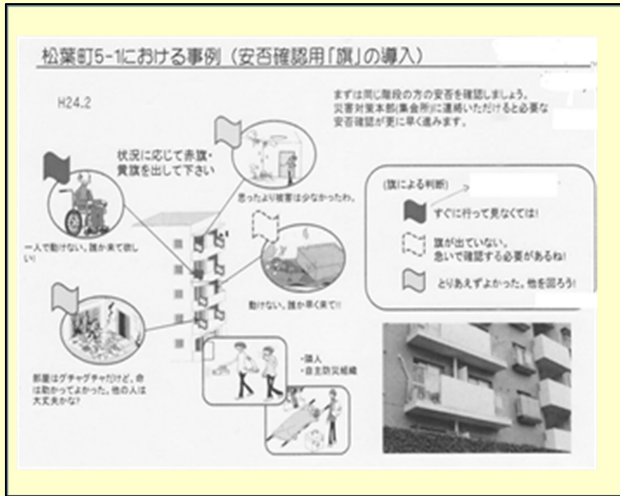 松葉町5-1における事例（安否確認用「旗」の導入）
H24.2
まずは同じ階段の方の安否を確認しましょう。
災害対策本部(集会所)に連絡いただけると必要な
安否確認が更に早く進みます。
状況に応じて赤旗・
黄旗を出して下さい
思ったより被害は少なかったわ。
一人で動けない。誰か来て欲し
い!
動けない。誰か早く来て!!
部屋はグチャグチャだけど、命
は助かってよかった。他の人は
大丈夫かな?
・隣人
・自主防災組織
(旗による判断)
すぐに行って見なくては!
旗が出ていない。
急いで確認する必要があるね!
とりあえずよかった。他を回ろう!